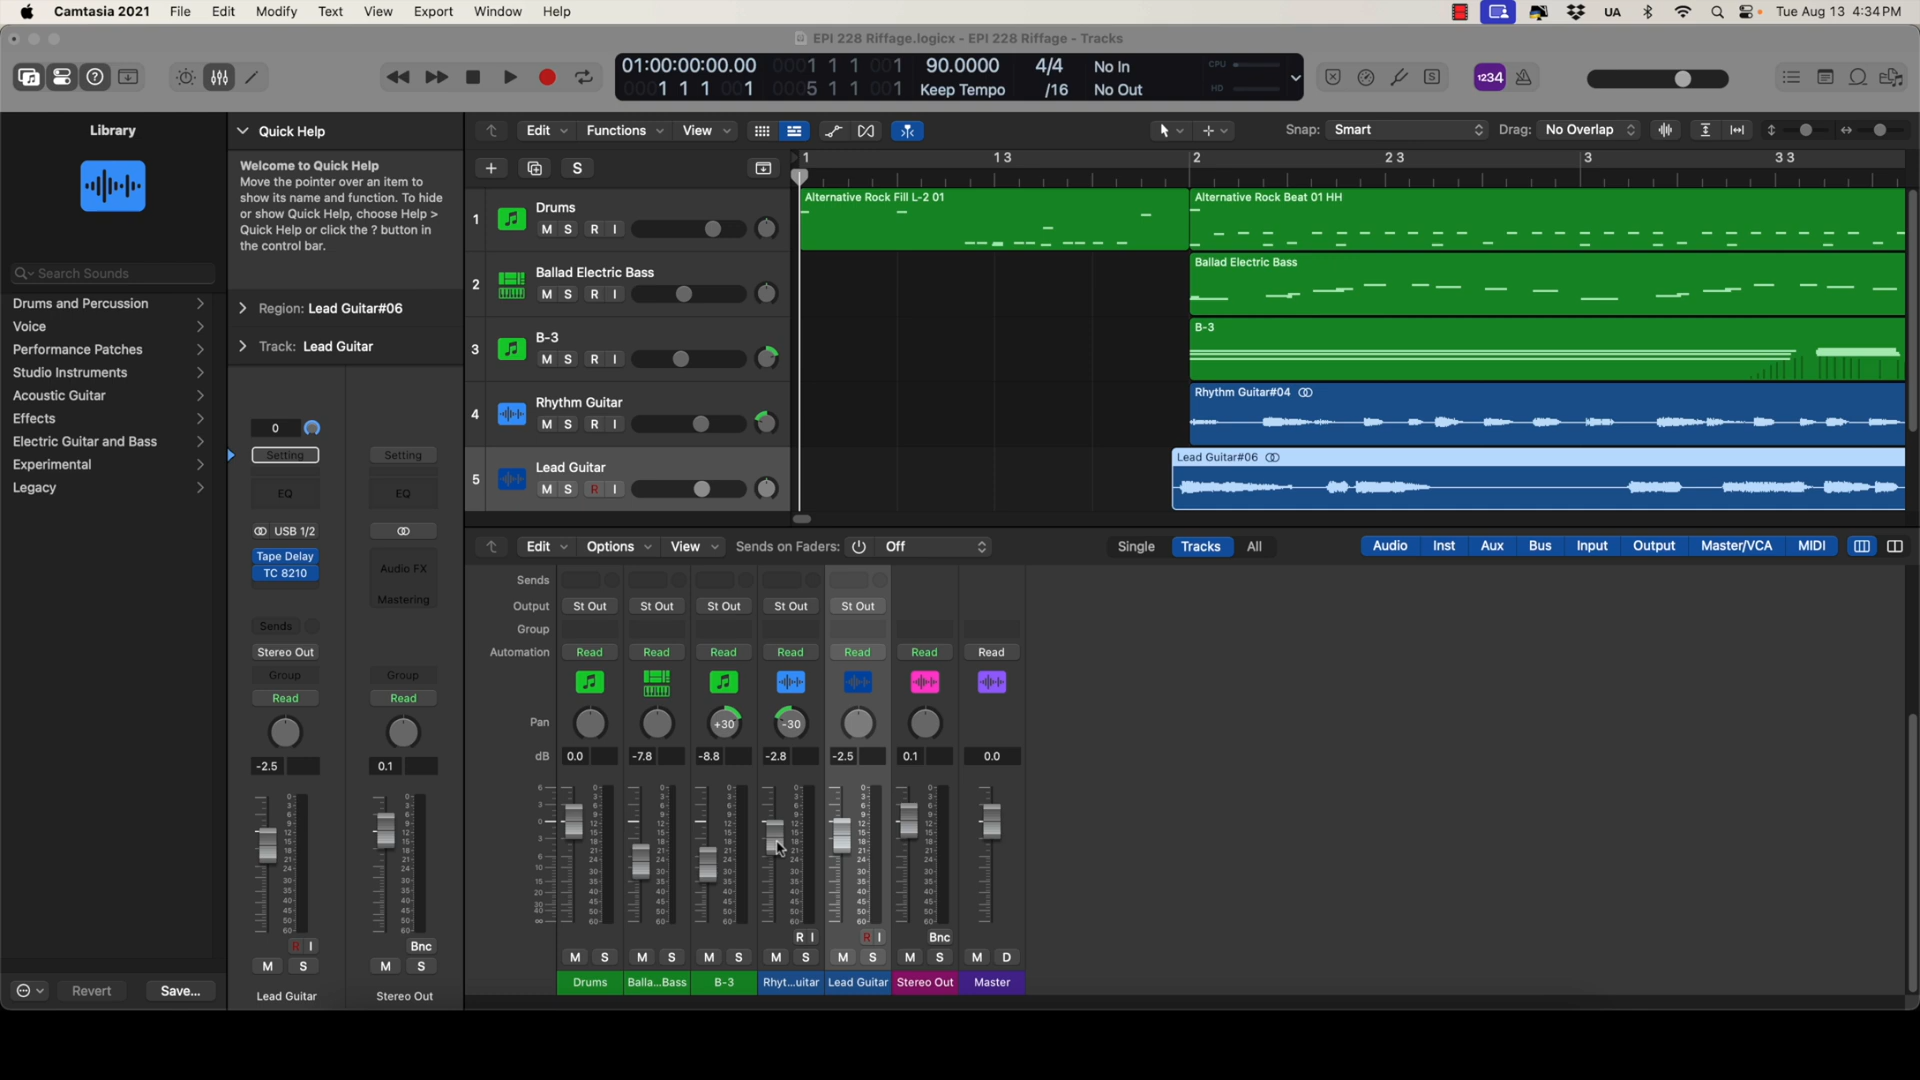 Camtasia 2021 File Edit Modify Text View Export Window Help UA Tue Aug 13 4:34 PM
EPI 228 Riffage.logicx - EPI 228 Riffage - Tracks
01:00:00:00.00 0001 1 1 001 90.0000 4/4 No In CPU
0001 1 1 001 0005 1 1 001 Keep Tempo /16 No Out HD
S 1234
Library
Search Sounds
Drums and Percussion
Voice
Performance Patches
Studio Instruments
Acoustic Guitar
Effects
Electric Guitar and Bass
Experimental
Legacy
Revert Save...
Quick Help
Welcome to Quick Help
Move the pointer over an item to
show its name and function. To hide
or show Quick Help, choose Help >
Quick Help or click the ? button in
the control bar.
Region: Lead Guitar#06
Track: Lead Guitar
0
Setting Setting
EQ EQ
USB 1/2
Tape Delay
TC 8210
Audio FX
Mastering
Sends
Stereo Out
Group Group
Read Read
-2.5 0.1
R I Bnc
M S M S
Lead Guitar Stereo Out
Edit Functions View Snap: Smart Drag: No Overlap
S
1 1 3 2 2 3 3 3 3
1 Drums
M S R I
Alternative Rock Fill L-2 01 Alternative Rock Beat 01 HH
2 Ballad Electric Bass
M S R I
Ballad Electric Bass
3 B-3
M S R I
B-3
4 Rhythm Guitar
M S R I
Rhythm Guitar#04
5 Lead Guitar
M S R I
Lead Guitar#06
Edit Options View Sends on Faders: Off Single Tracks All Audio Inst Aux Bus Input Output Master/VCA MIDI
Sends
Output St Out St Out St Out St Out St Out
Group
Automation Read Read Read Read Read Read Read
Pan +30 -30
dB 0.0 -7.8 -8.8 -2.8 -2.5 0.1 0.0
R I R I Bnc
M S M S M S M S M S M S M D
Drums Balla...Bass B-3 Rhyt...uitar Lead Guitar Stereo Out Master